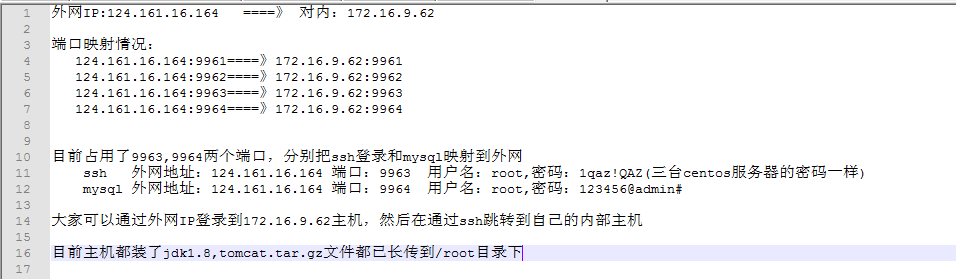 1 外网IP:124.161.16.164 ====》 对内：172.16.9.62
2
3 端口映射情况：
4 124.161.16.164:9961====》172.16.9.62:9961
5 124.161.16.164:9962====》172.16.9.62:9962
6 124.161.16.164:9963====》172.16.9.62:9963
7 124.161.16.164:9964====》172.16.9.62:9964
8
9
10 目前占用了9963,9964两个端口，分别把ssh登录和mysql映射到外网
11 ssh 外网地址：124.161.16.164 端口：9963 用户名：root,密码：1qaz!QAZ(三台centos服务器的密码一样)
12 mysql 外网地址：124.161.16.164 端口：9964 用户名：root,密码：123456@admin#
13
14 大家可以通过外网IP登录到172.16.9.62主机，然后在通过ssh跳转到自己的内部主机
15
16 目前主机都装了jdk1.8,tomcat.tar.gz文件都已长传到/root目录下
17